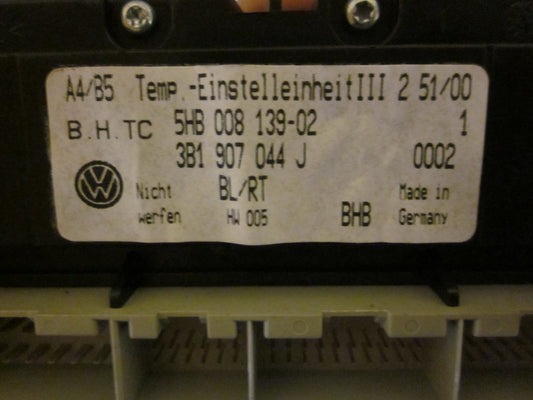 A4/B5 Temp.-EinstelleinheitIII 2 51/00
B.H.TC 5HB 008 139-02 1
3B1 907 044 J 0002
Nicht BL/RT Made in
werfen HW 005 BHB Germany